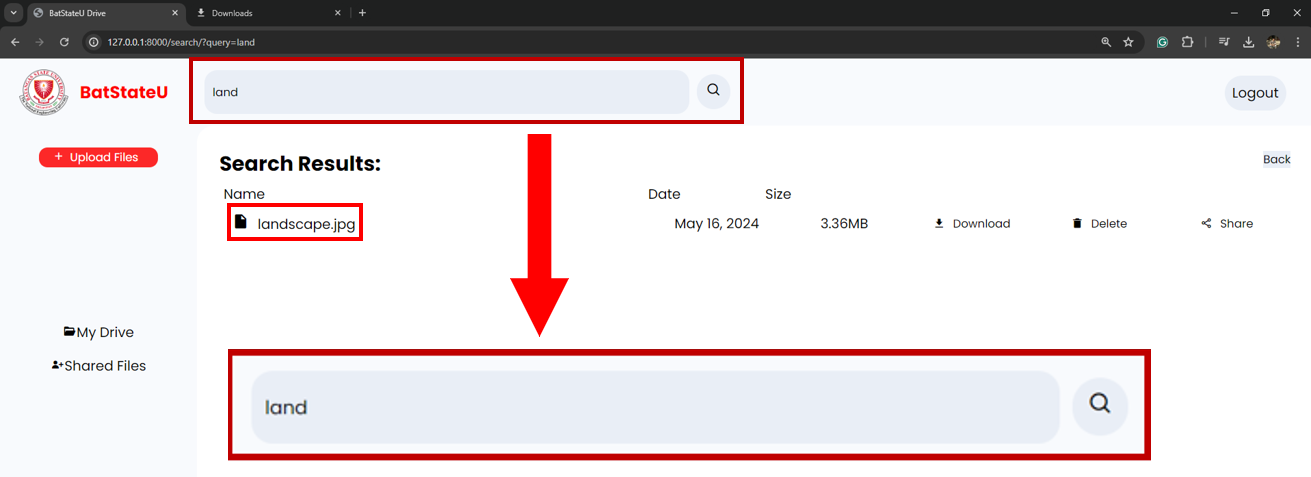 BatStateU Drive
Downloads
127.0.0.1:8000/search/?query=land
BatStateU
land
Logout
+ Upload Files
Search Results:
Back
Name Date Size
landscape.jpg May 16, 2024 3.36MB Download Delete Share
My Drive
Shared Files
land